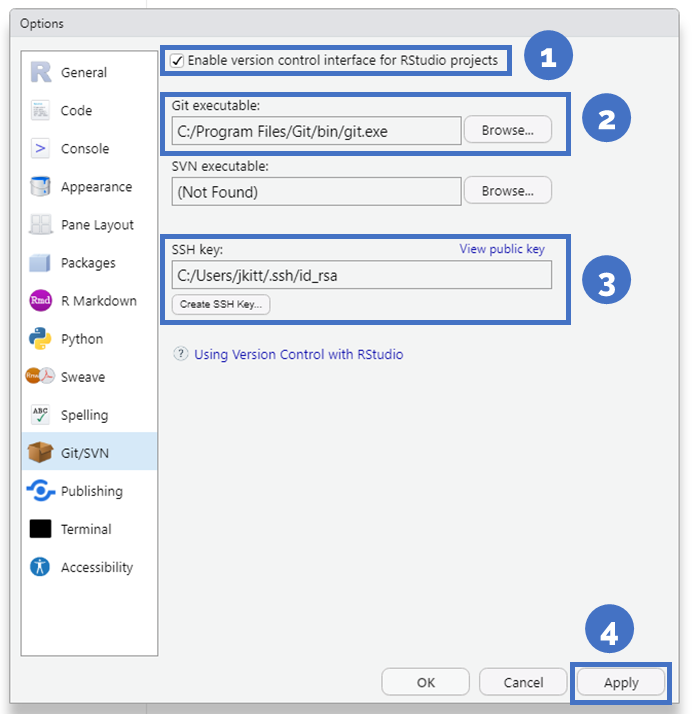 Options
General
Code
Console
Appearance
Pane Layout
Packages
Rmd R Markdown
Python
Sweave
ABC Spelling
Git/SVN
Publishing
Terminal
Accessibility
Enable version control interface for RStudio projects
1
Git executable:
C:/Program Files/Git/bin/git.exe
Browse...
2
SVN executable:
(Not Found)
Browse...
SSH key:
View public key
C:/Users/jkitt/.ssh/id_rsa
Create SSH Key...
3
? Using Version Control with RStudio
4
OK
Cancel
Apply